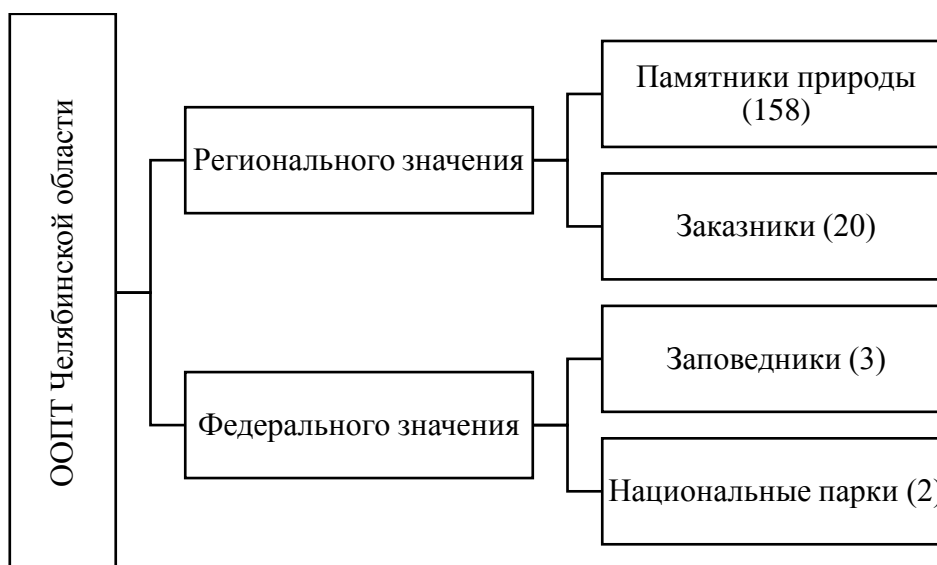 ООПТ Челябинской области
Регионального значения
Памятники природы
(158)
Заказники (20)
Федерального значения
Заповедники (3)
Национальные парки (2)